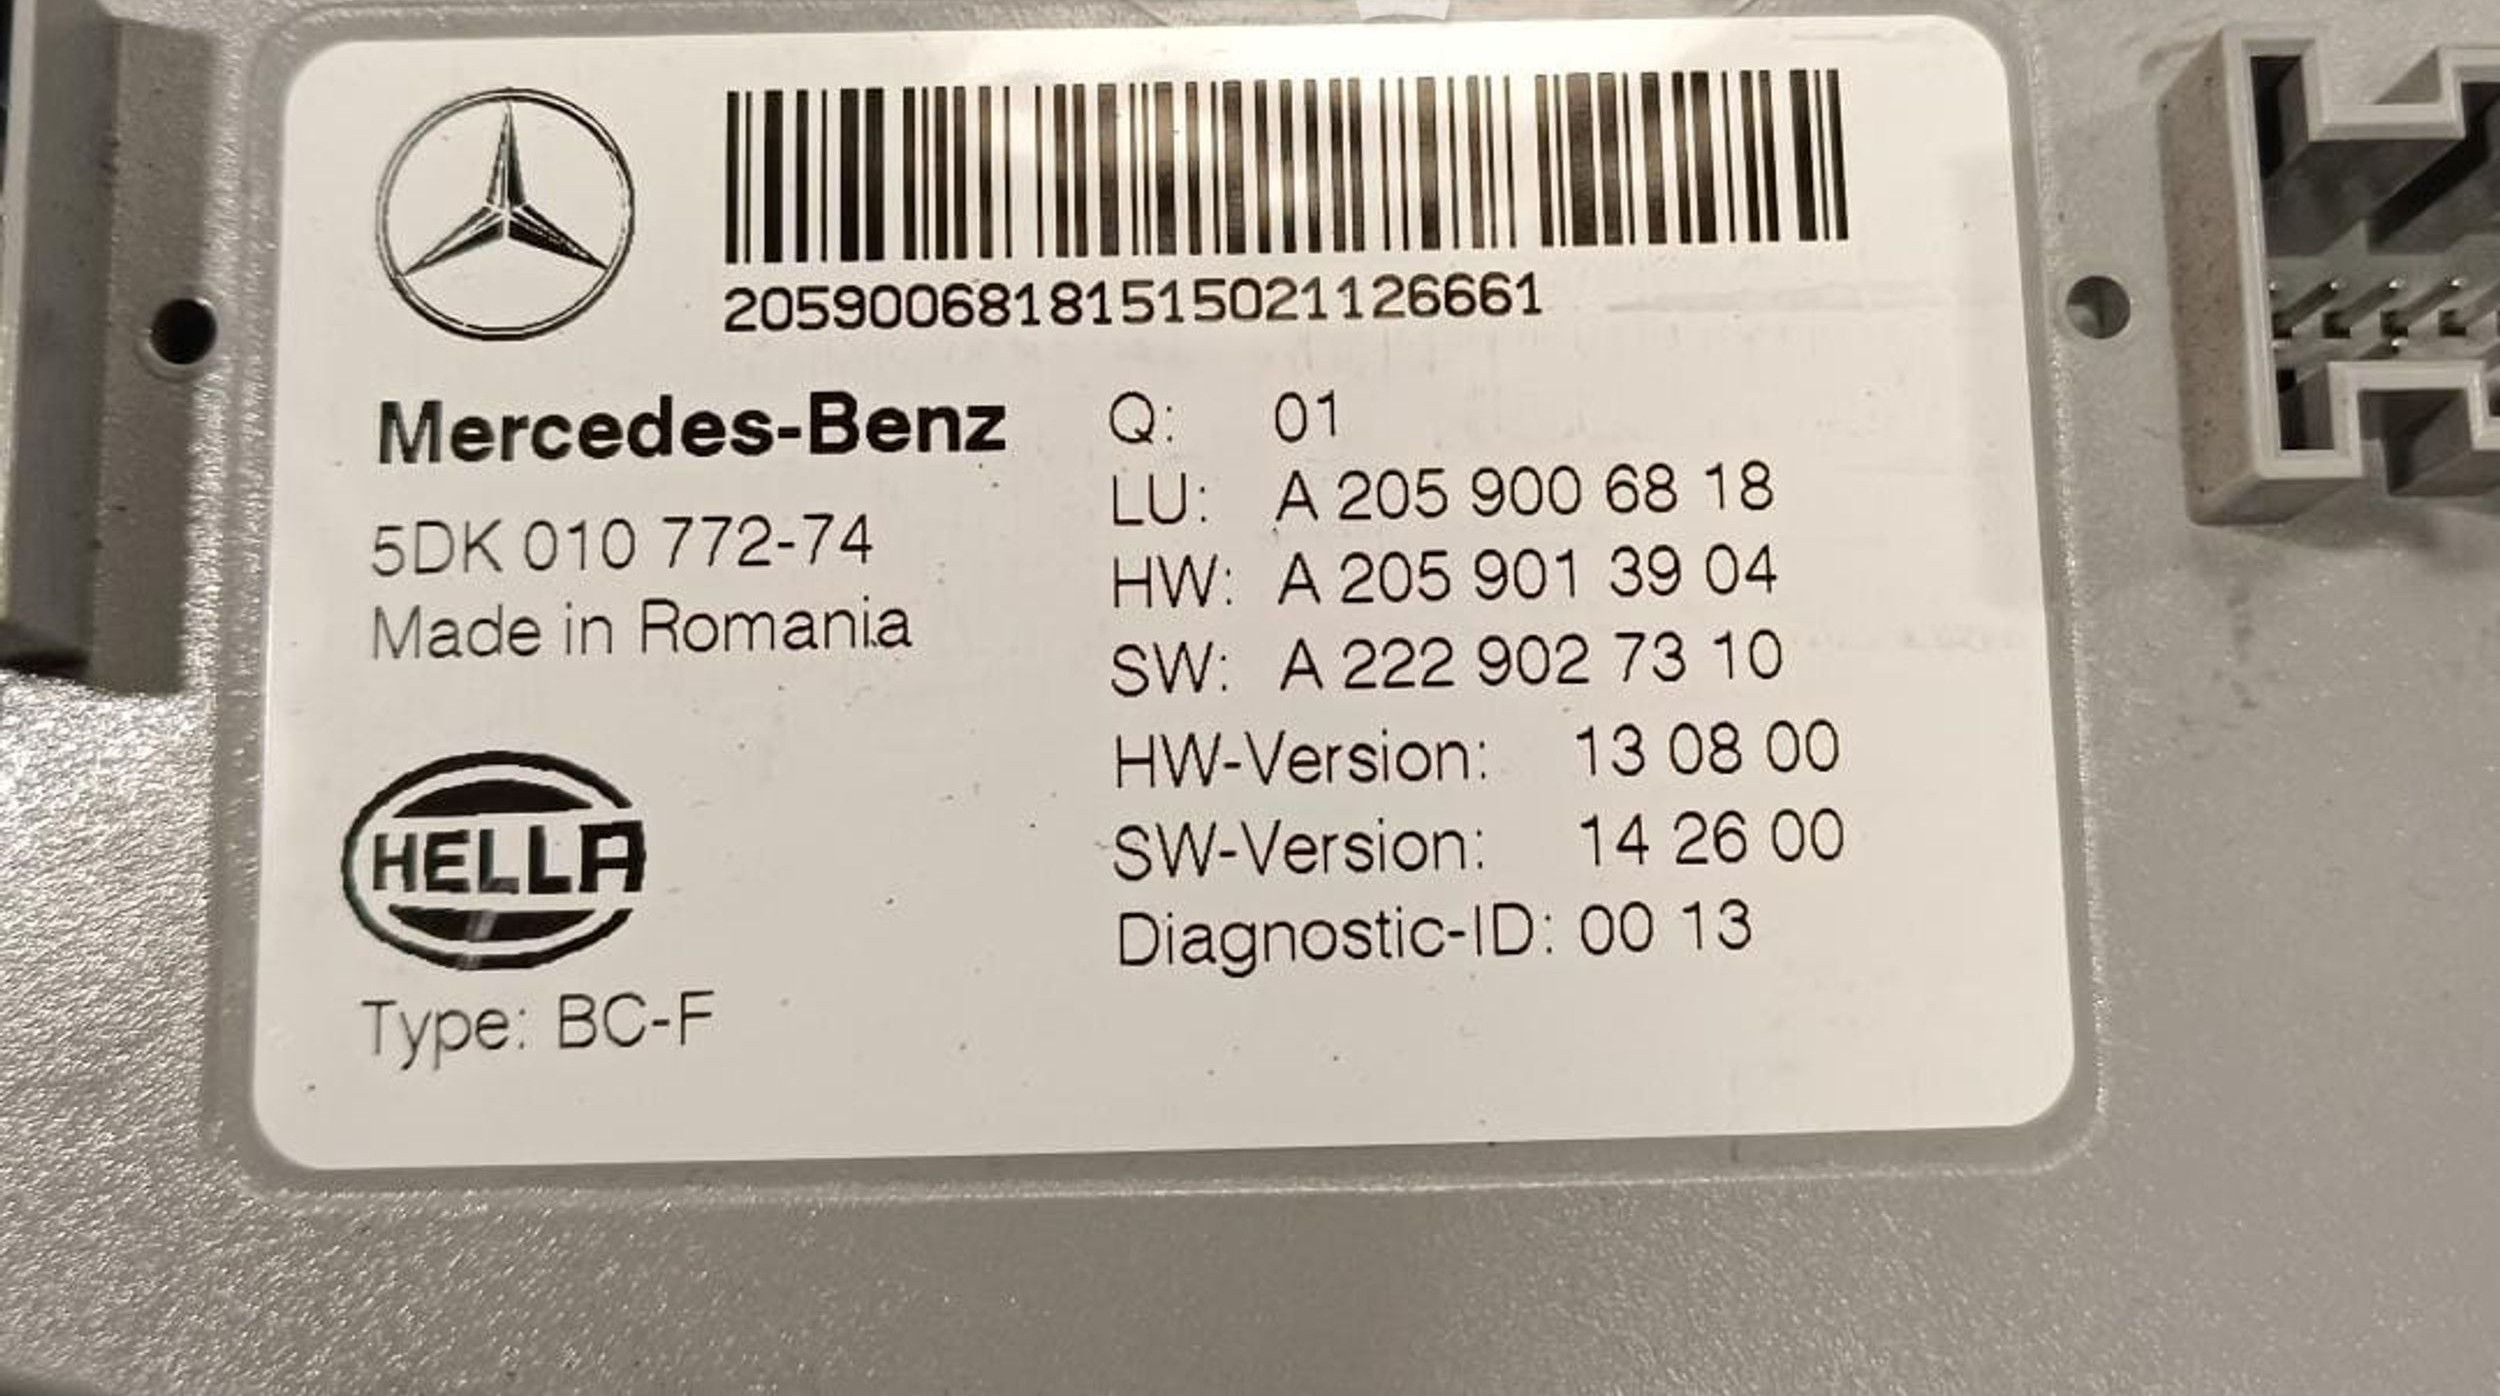 20590068181515021126661
Mercedes-Benz
5DK 010 772-74
Made in Romania
HELLA
Type: BC-F
Q: 01
LU: A 205 900 68 18
HW: A 205 901 39 04
SW: A 222 902 73 10
HW-Version: 13 08 00
SW-Version: 14 26 00
Diagnostic-ID: 00 13